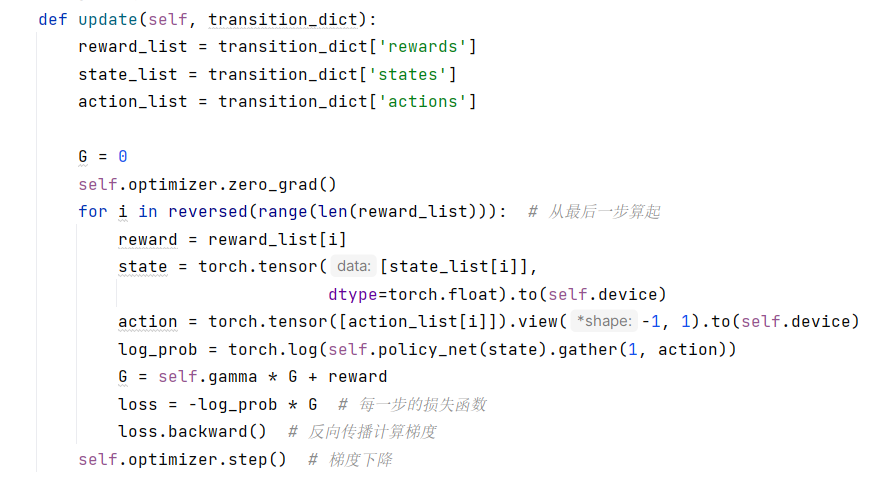 def update(self, transition_dict):
    reward_list = transition_dict['rewards']
    state_list = transition_dict['states']
    action_list = transition_dict['actions']

    G = 0
    self.optimizer.zero_grad()
    for i in reversed(range(len(reward_list))):  # 从最后一步算起
        reward = reward_list[i]
        state = torch.tensor( data: [state_list[i]],
                             dtype=torch.float).to(self.device)
        action = torch.tensor([action_list[i]]).view( *shape: -1, 1).to(self.device)
        log_prob = torch.log(self.policy_net(state).gather(1, action))
        G = self.gamma * G + reward
        loss = -log_prob * G  # 每一步的损失函数
        loss.backward()  # 反向传播计算梯度
    self.optimizer.step()  # 梯度下降